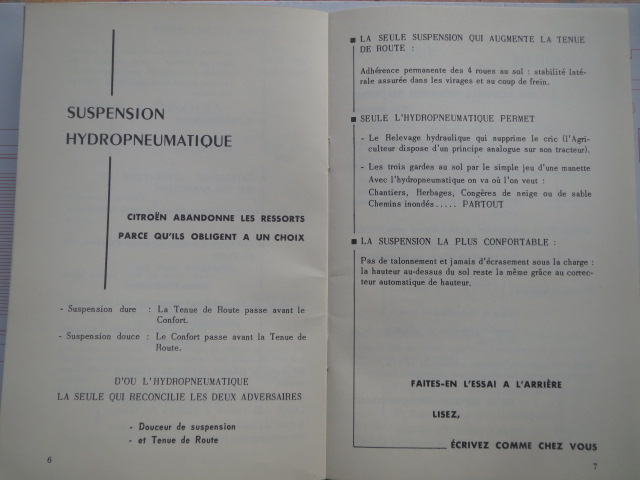 SUSPENSION
HYDROPNEUMATIQUE
CITROËN ABANDONNE LES RESSORTS
PARCE QU'ILS OBLIGENT A UN CHOIX
- Suspension dure : La Tenue de Route passe avant le
Confort.
- Suspension douce : Le Confort passe avant la Tenue de
Route.
D'OU L'HYDROPNEUMATIQUE
LA SEULE QUI RECONCILIE LES DEUX ADVERSAIRES
- Douceur de suspension
- et Tenue de Route
6
LA SEULE SUSPENSION QUI AUGMENTE LA TENUE
DE ROUTE :
Adhérence permanente des 4 roues au sol : stabilité laté-
rale assurée dans les virages et au coup de frein.
SEULE L'HYDROPNEUMATIQUE PERMET
- Le Relevage hydraulique qui supprime le cric (l'Agri-
culteur dispose d'un principe analogue sur son tracteur).
- Les trois gardes au sol par le simple jeu d'une manette
Avec l'hydropneumatique on va où l'on veut :
Chantiers, Herbages, Congères de neige ou de sable
Chemins inondés..... PARTOUT
LA SUSPENSION LA PLUS CONFORTABLE :
Pas de talonnement et jamais d'écrasement sous la charge :
la hauteur au-dessus du sol reste la même grâce au correc-
teur automatique de hauteur.
FAITES-EN L'ESSAI A L'ARRIÈRE
LISEZ,
ÉCRIVEZ COMME CHEZ VOUS
7